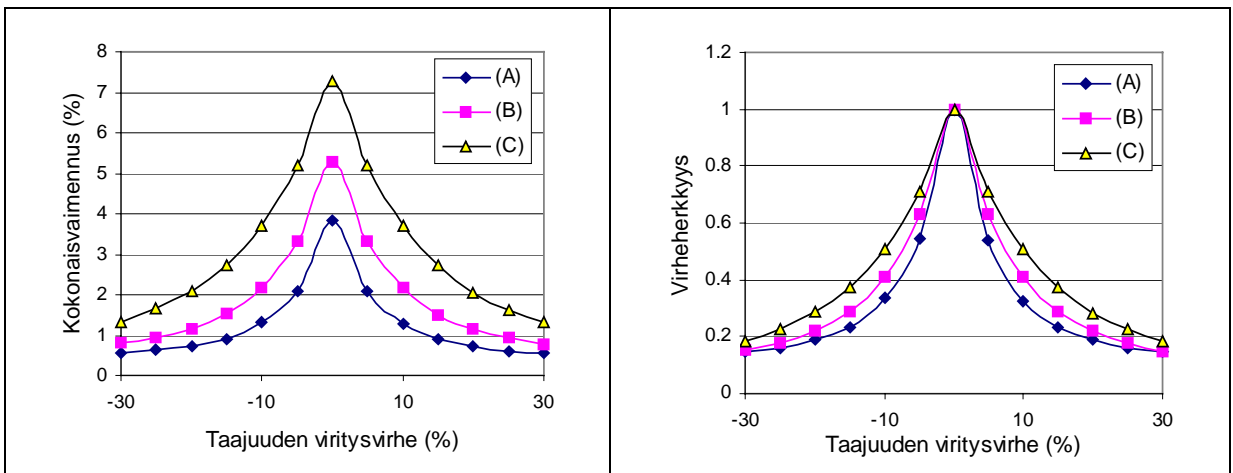 8
7
6
5
4
3
2
1
0
Kokonaisvaimennus (%)
(A)
(B)
(C)
-30
-10
10
30
Taajuuden viritysvirhe (%)
1.2
1
0.8
0.6
0.4
0.2
0
Virheherkkyys
(A)
(B)
(C)
-30
-10
10
30
Taajuuden viritysvirhe (%)